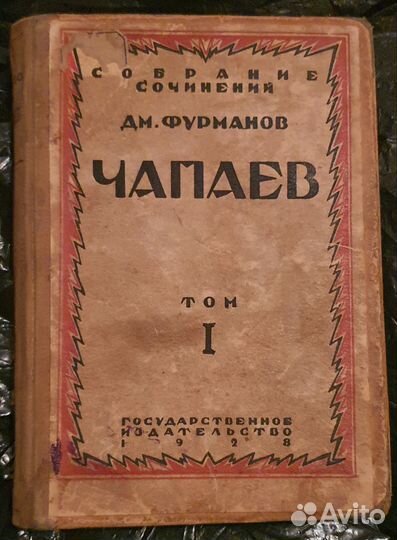 СОБРАНИЕ
СОЧИНЕНИЙ
ДМ. ФУРМАНОВ
ЧАПАЕВ
ТОМ
I
ГОСУДАРСТВЕННОЕ
ИЗДАТЕЛЬСТВО
1928
Avito